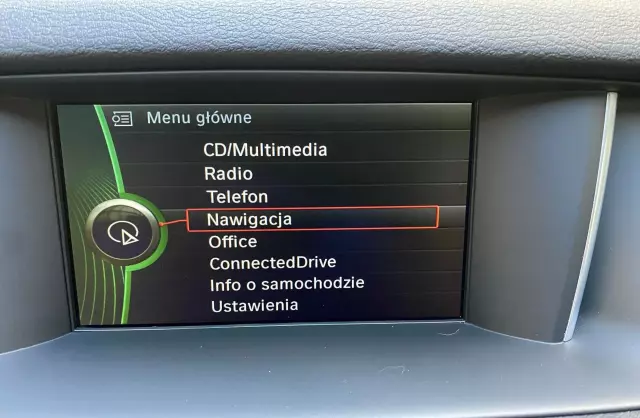 Menu główne
CD/Multimedia
Radio
Telefon
Nawigacja
Office
ConnectedDrive
Info o samochodzie
Ustawienia